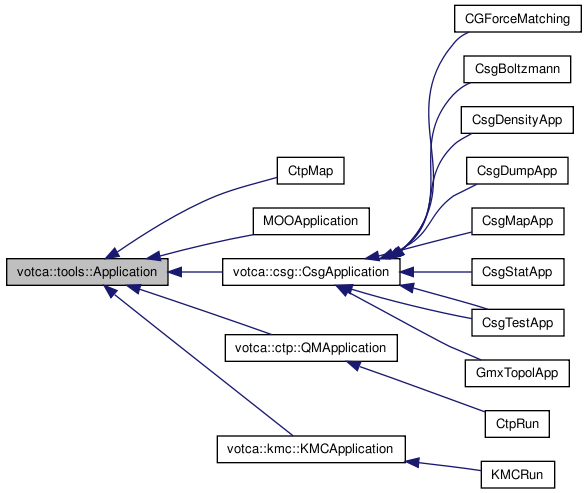 CGForceMatching
CsgBoltzmann
CsgDensityApp
CsgDumpApp
CtpMap
MOOApplication
CsgMapApp
votca::tools::Application
votca::csg::CsgApplication
CsgStatApp
CsgTestApp
votca::ctp::QMApplication
GmxTopolApp
CtpRun
votca::kmc::KMCApplication
KMCRun